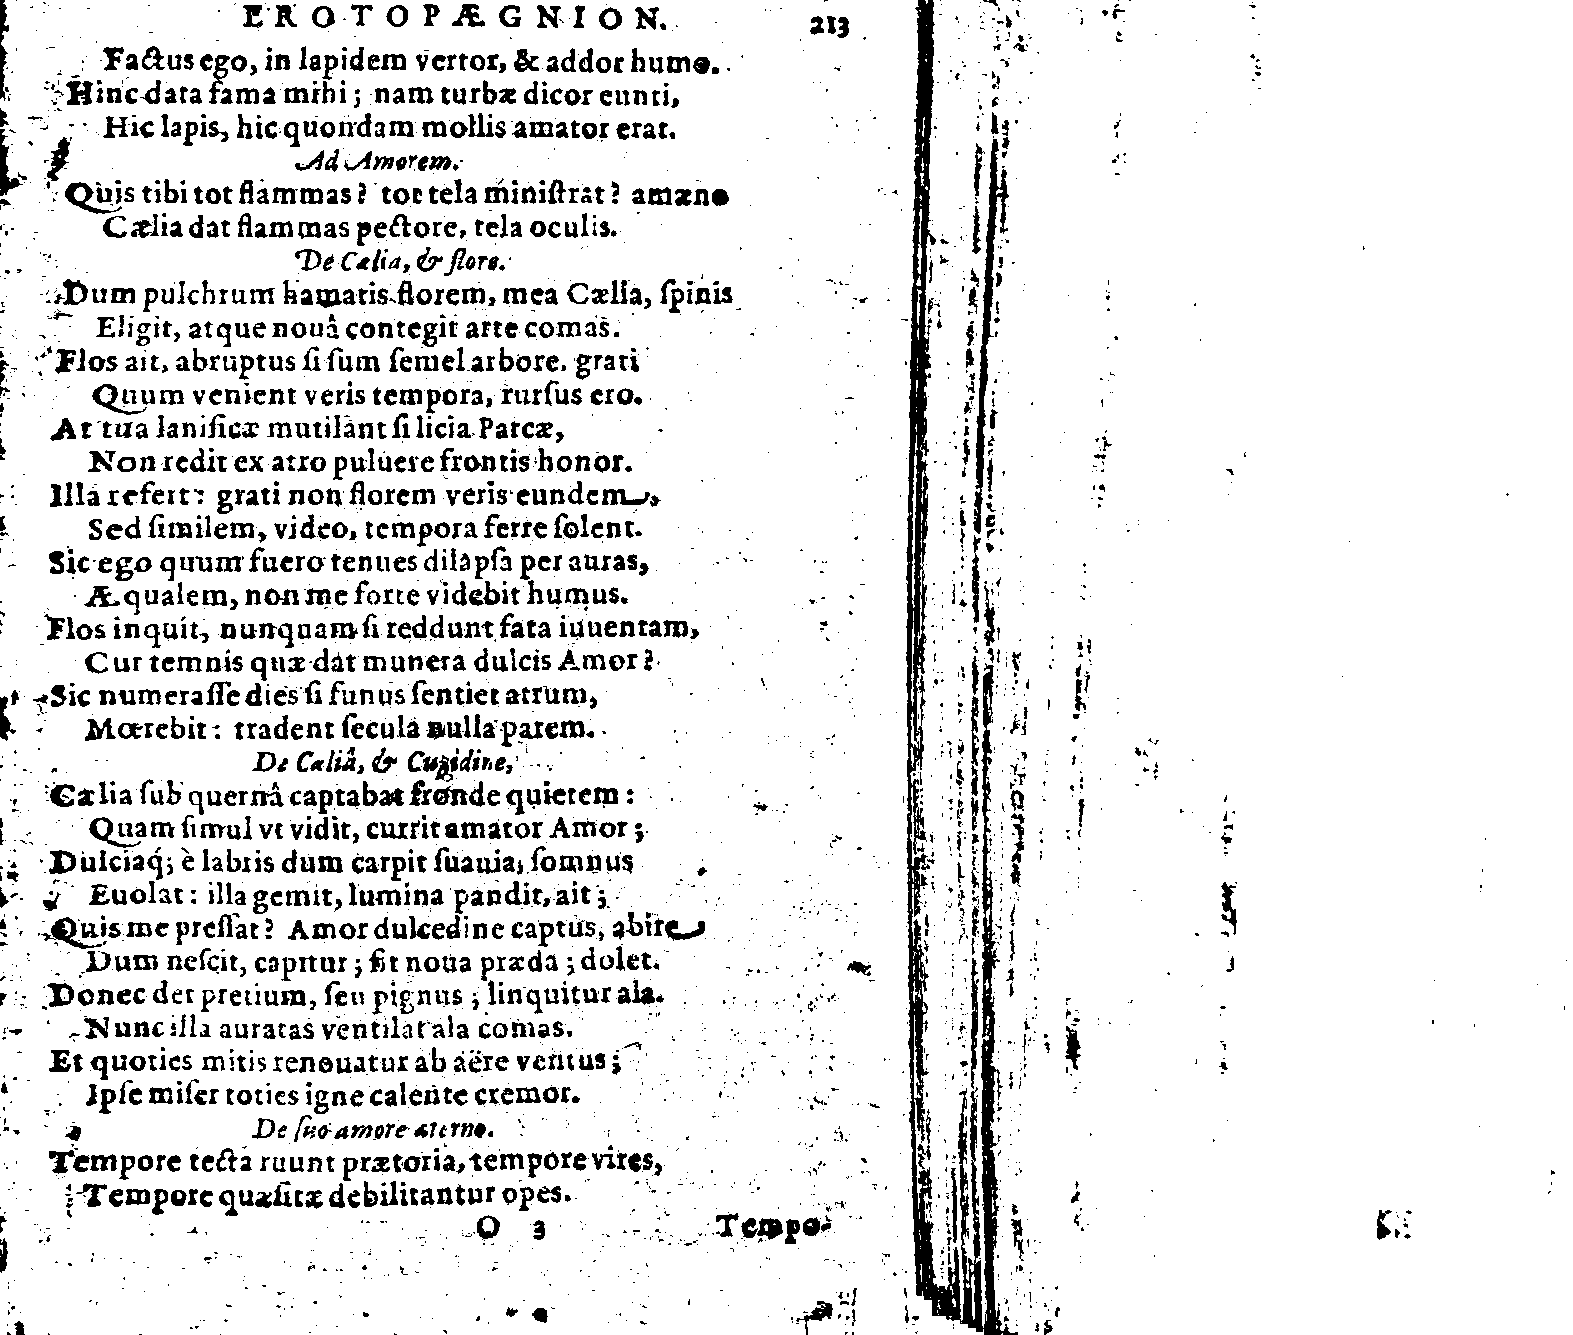 EROTOPÆGNION. 213
Factus ego, in lapidem vertor, & addor humo.
Hinc data fama mihi; nam turbæ dicor eunti,
Hic lapis, hic quondam mollis amator erat.
Ad Amorem.
Quis tibi tot flammas? tot tela miniſtrat? amæno
Cælia dat flammas pectore, tela oculis.
De Cælia, & flore.
Dum pulchrum hamatis florem, mea Cælia, ſpinis
Eligit, atque nouâ contegit arte comas.
Flos ait, abruptus ſi ſum ſemel arbore, grati
Quum venient veris tempora, rurſus ero.
At tua lanificæ mutilant ſi licia Parcæ,
Non redit ex atro puluere frontis honor.
Illa refert: grati non florem veris eundem,
Sed ſimilem, video, tempora ferre ſolent.
Sic ego quum fuero tenues dilapſa per auras,
Æqualem, non me forte videbit humus.
Flos inquit, nunquam ſi reddunt fata iuuentam,
Cur temnis quæ dat munera dulcis Amor?
Sic numeraſſe dies ſi funus ſentiet atrum,
Mœrebit: tradent ſecula nulla parem.
De Cæliâ, & Cupidine,
Cælia ſub quernâ captabat fronde quietem:
Quam ſimul vt vidit, currit amator Amor;
Dulciaq́; è labris dum carpit ſuauia, ſomnus
Euolat: illa gemit, lumina pandit, ait;
Quis me preſſat? Amor dulcedine captus, abire
Dum neſcit, capitur; fit noua præda; dolet.
Donec det pretium, ſeu pignus; linquitur ala.
Nunc illa auratas ventilat ala comas.
Et quoties mitis renouatur ab aëre ventus;
Ipſe miſer toties igne calente cremor.
De ſuo amore æterno.
Tempore tecta ruunt prætoria, tempore vires,
Tempore quæſitæ debilitantur opes.
O 3 Tempo-